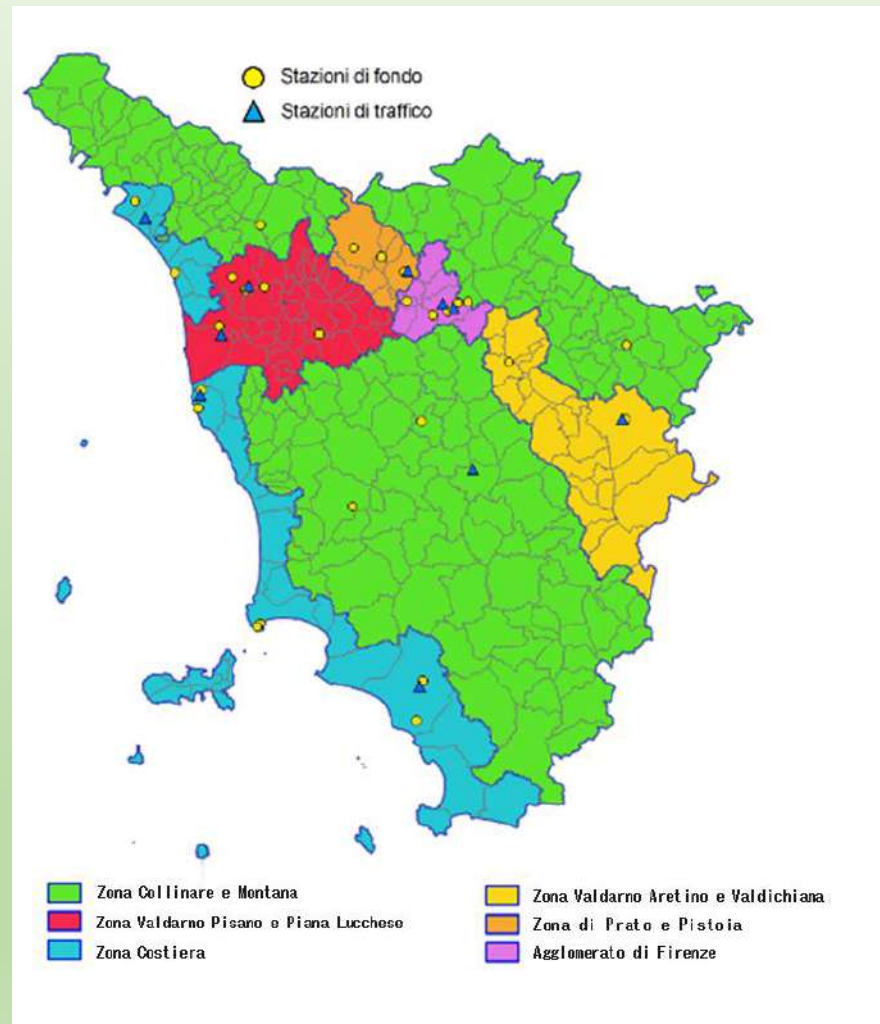 Stazioni di fondo
Stazioni di traffico
Zona Collinare e Montana
Zona Valdarno Pisano e Piana Lucchese
Zona Costiera
Zona Valdarno Aretino e Valdichiana
Zona di Prato e Pistoia
Agglomerato di Firenze